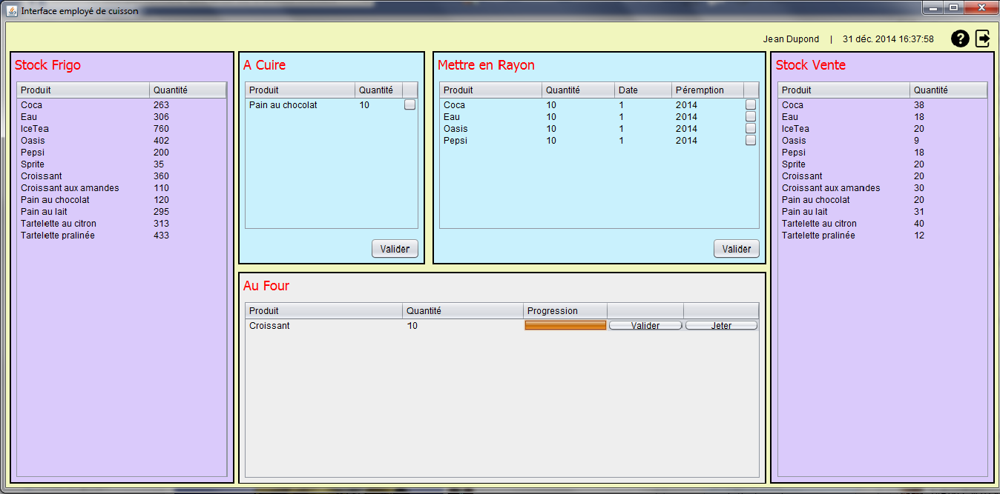 Interface employé de cuisson
Jean Dupond | 31 déc. 2014 16:37:58
Stock Frigo
Produit Quantité
Coca 263
Eau 306
IceTea 760
Oasis 402
Pepsi 200
Sprite 35
Croissant 360
Croissant aux amandes 110
Pain au chocolat 120
Pain au lait 295
Tartelette au citron 313
Tartelette pralinée 433
A Cuire
Produit Quantité
Pain au chocolat 10
Valider
Mettre en Rayon
Produit Quantité Date Péremption
Coca 10 1 2014
Eau 10 1 2014
Oasis 10 1 2014
Pepsi 10 1 2014
Valider
Au Four
Produit Quantité Progression
Croissant 10 Valider Jeter
Stock Vente
Produit Quantité
Coca 38
Eau 18
IceTea 20
Oasis 9
Pepsi 18
Sprite 20
Croissant 20
Croissant aux amandes 30
Pain au chocolat 20
Pain au lait 31
Tartelette au citron 40
Tartelette pralinée 12